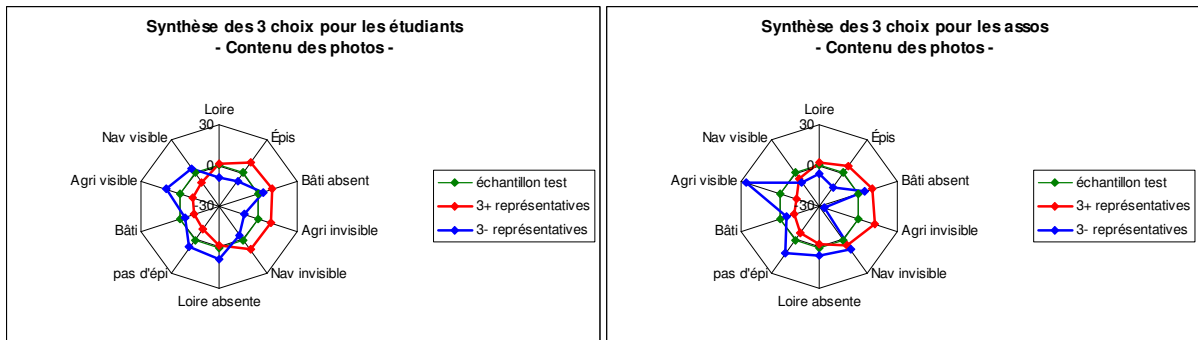 Synthèse des 3 choix pour les étudiants
- Contenu des photos -
Loire
30
Épis
Nav visible
0
Agri visible
Bâti absent
-30
Bâti
Agri invisible
pas d'épi
Nav invisible
Loire absente
échantillon test
3+ représentatives
3- représentatives
Synthèse des 3 choix pour les assos
- Contenu des photos -
Loire
30
Épis
Nav visible
0
Agri visible
Bâti absent
-30
Bâti
Agri invisible
pas d'épi
Nav invisible
Loire absente
échantillon test
3+ représentatives
3- représentatives